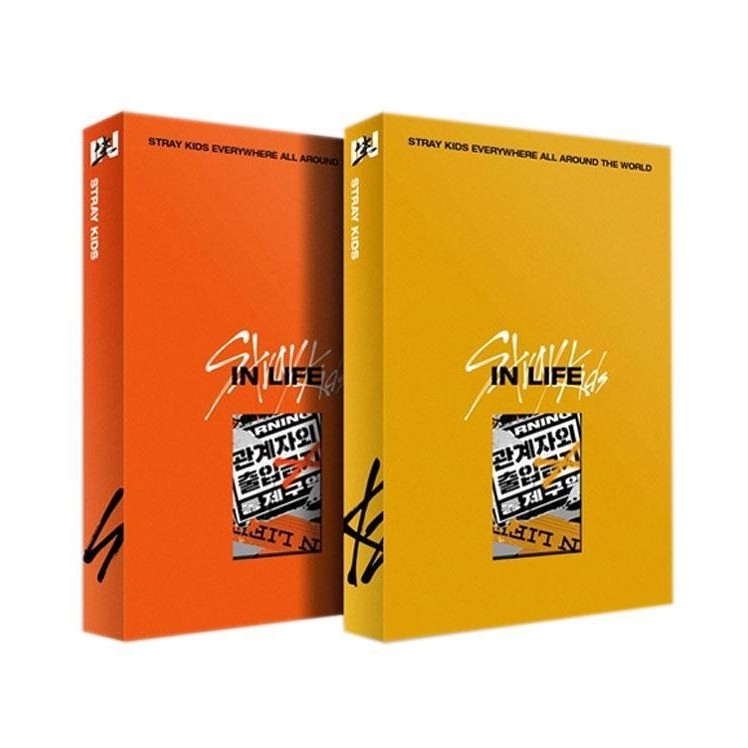 STRAY KIDS
STRAY KIDS EVERYWHERE ALL AROUND
Stray Kids
IN LIFE
RNING
관계자외
출입
통제구
N LIFE
STRAY KIDS
STRAY KIDS EVERYWHERE ALL AROUND THE WORLD
Stray Kids
IN LIFE
RNING
관계자외
출입
통제구
N LIFE